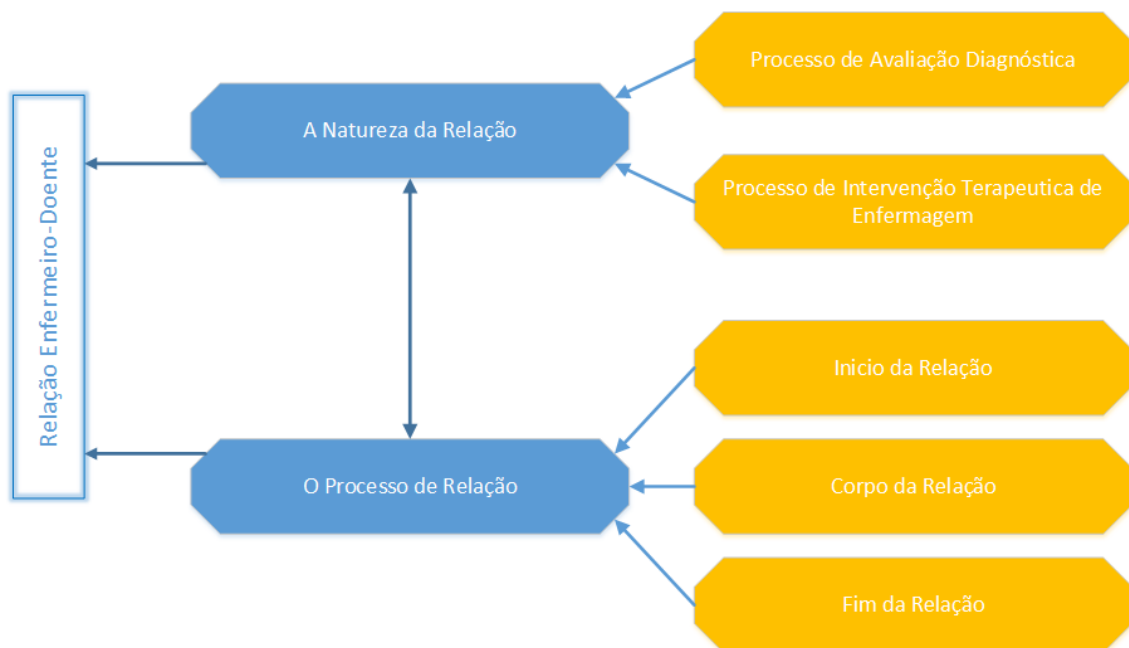 Relação Enfermeiro-Doente
A Natureza da Relação
Processo de Avaliação Diagnóstica
Processo de Intervenção Terapeutica de
Enfermagem
O Processo de Relação
Inicio da Relação
Corpo da Relação
Fim da Relação